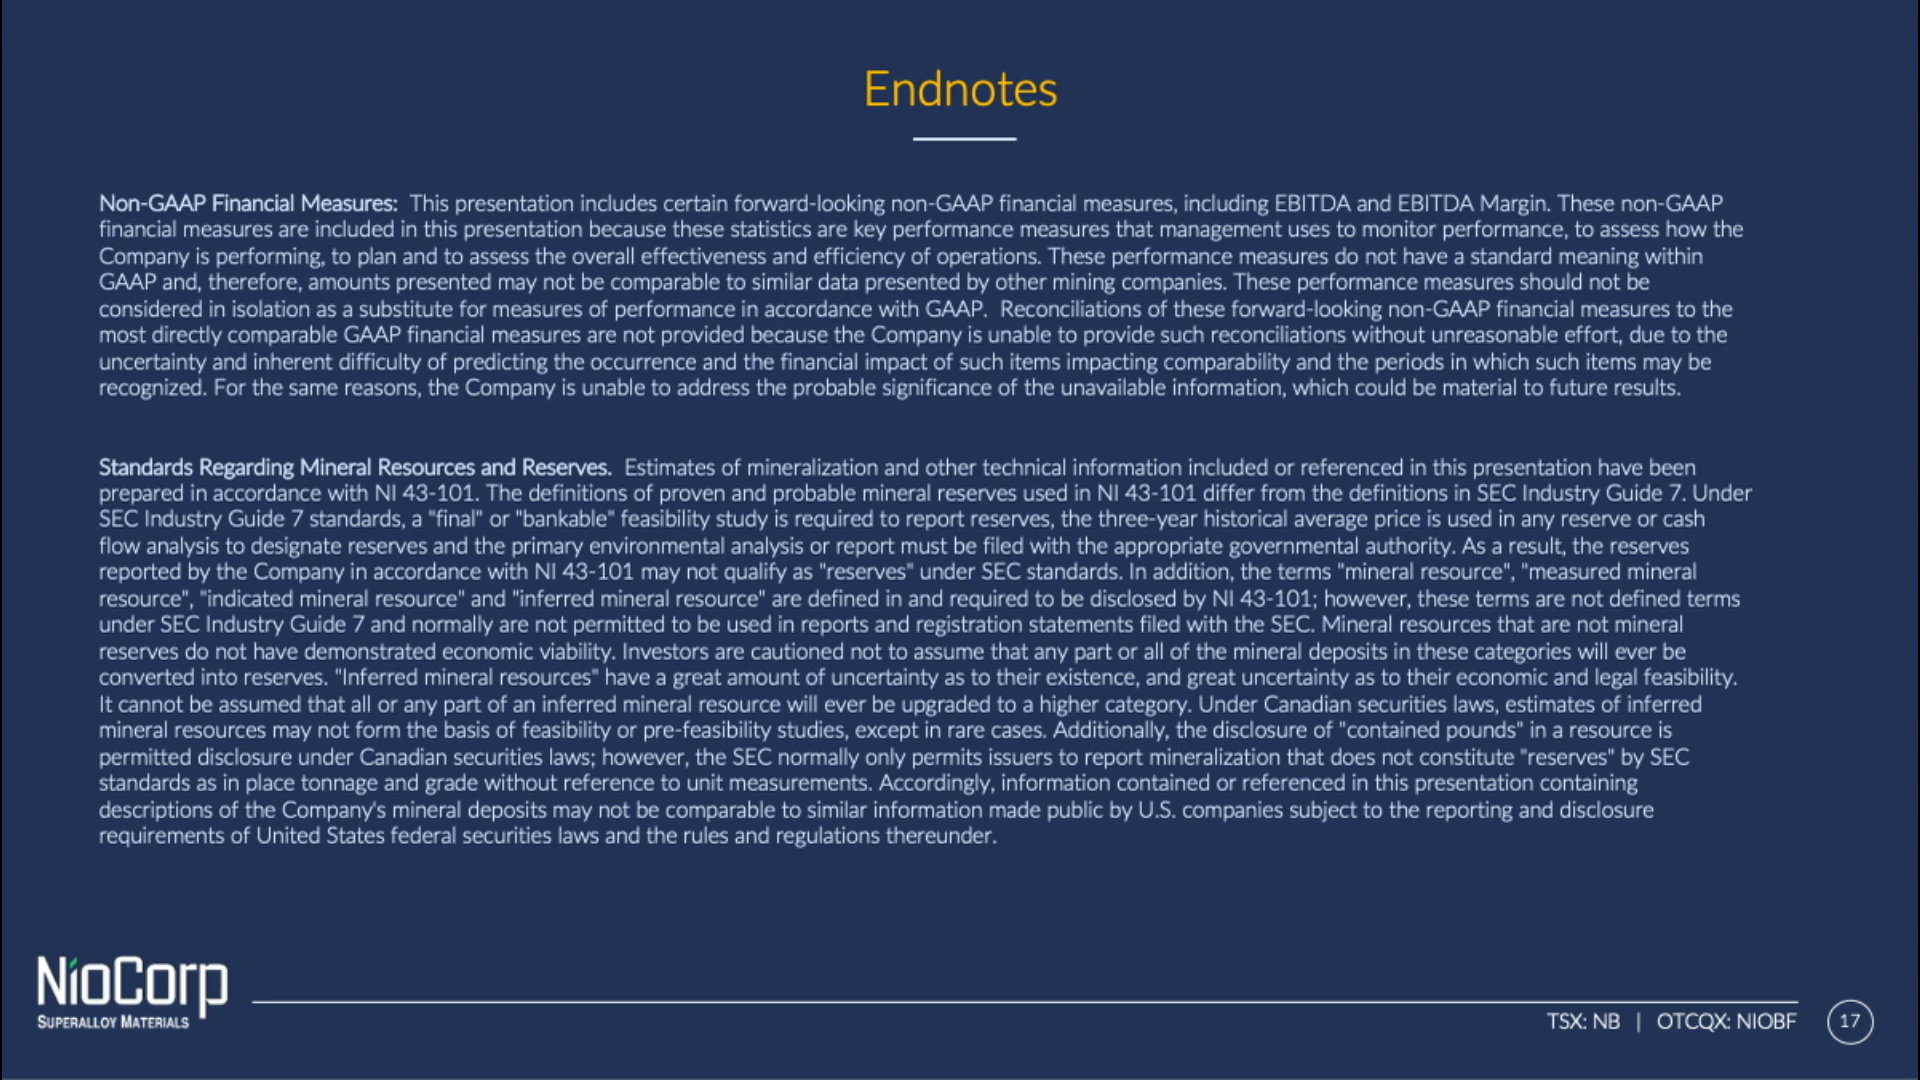 Endnotes
Non-GAAP Financial Measures: This presentation includes certain forward-looking non-GAAP financial measures, including EBITDA and EBITDA Margin. These non-GAAP
financial measures are included in this presentation because these statistics are key performance measures that management uses to monitor performance, to assess how the
Company is performing, to plan and to assess the overall effectiveness and efficiency of operations. These performance measures do not have a standard meaning within
GAAP and, therefore, amounts presented may not be comparable to similar data presented by other mining companies. These performance measures should not be
considered in isolation as a substitute for measures of performance in accordance with GAAP. Reconciliations of these forward-looking non-GAAP financial measures to the
most directly comparable GAAP financial measures are not provided because the Company is unable to provide such reconciliations without unreasonable effort, due to the
uncertainty and inherent difficulty of predicting the occurrence and the financial impact of such items impacting comparability and the periods in which such items may be
recognized. For the same reasons, the Company is unable to address the probable significance of the unavailable information, which could be material to future results.
Standards Regarding Mineral Resources and Reserves. Estimates of mineralization and other technical information included or referenced in this presentation have been
prepared in accordance with NI 43-101. The definitions of proven and probable mineral reserves used in NI 43-101 differ from the definitions in SEC Industry Guide 7. Under
SEC Industry Guide 7 standards, a "final" or "bankable" feasibility study is required to report reserves, the three-year historical average price is used in any reserve or cash
flow analysis to designate reserves and the primary environmental analysis or report must be filed with the appropriate governmental authority. As a result, the reserves
reported by the Company in accordance with NI 43-101 may not qualify as "reserves" under SEC standards. In addition, the terms "mineral resource", "measured mineral
resource", "indicated mineral resource" and "inferred mineral resource" are defined in and required to be disclosed by NI 43-101; however, these terms are not defined terms
under SEC Industry Guide 7 and normally are not permitted to be used in reports and registration statements filed with the SEC. Mineral resources that are not mineral
reserves do not have demonstrated economic viability. Investors are cautioned not to assume that any part or all of the mineral deposits in these categories will ever be
converted into reserves. "Inferred mineral resources" have a great amount of uncertainty as to their existence, and great uncertainty as to their economic and legal feasibility.
It cannot be assumed that all or any part of an inferred mineral resource will ever be upgraded to a higher category. Under Canadian securities laws, estimates of inferred
mineral resources may not form the basis of feasibility or pre-feasibility studies, except in rare cases. Additionally, the disclosure of "contained pounds" in a resource is
permitted disclosure under Canadian securities laws; however, the SEC normally only permits issuers to report mineralization that does not constitute "reserves" by SEC
standards as in place tonnage and grade without reference to unit measurements. Accordingly, information contained or referenced in this presentation containing
descriptions of the Company's mineral deposits may not be comparable to similar information made public by U.S. companies subject to the reporting and disclosure
requirements of United States federal securities laws and the rules and regulations thereunder.
NioCorp
SUPERALLOY MATERIALS
TSX: NB | OTCQX: NIOBF 17